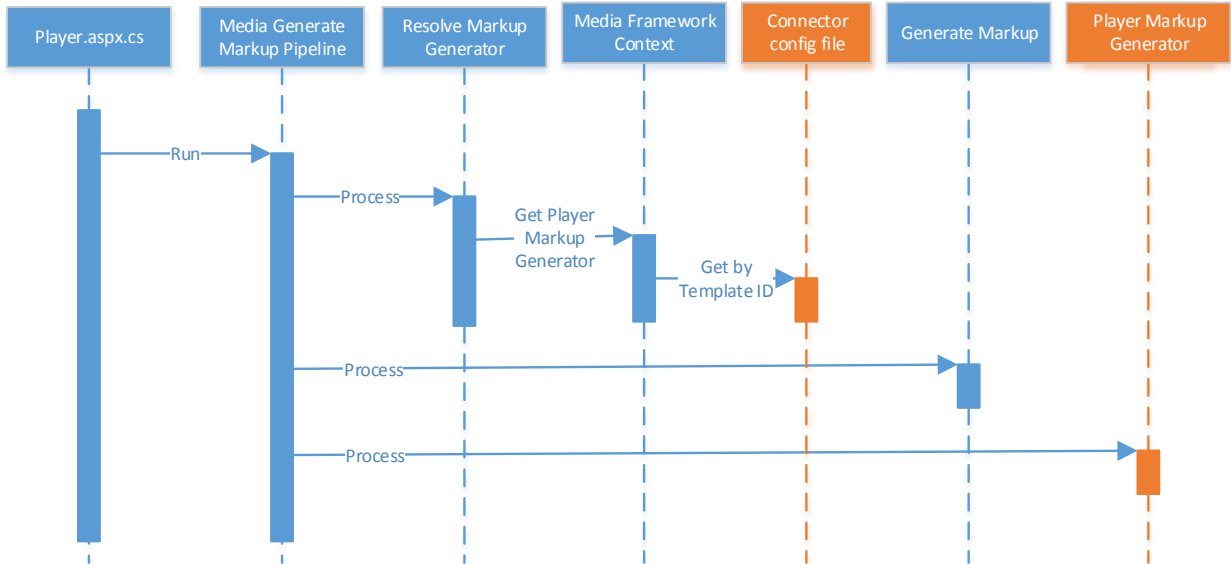 Player.aspx.cs
Media Generate
Markup Pipeline
Resolve Markup
Generator
Media Framework
Context
Connector
config file
Generate Markup
Player Markup
Generator
Run
Process
Get Player
Markup
Generator
Get by
Template ID
Process
Process